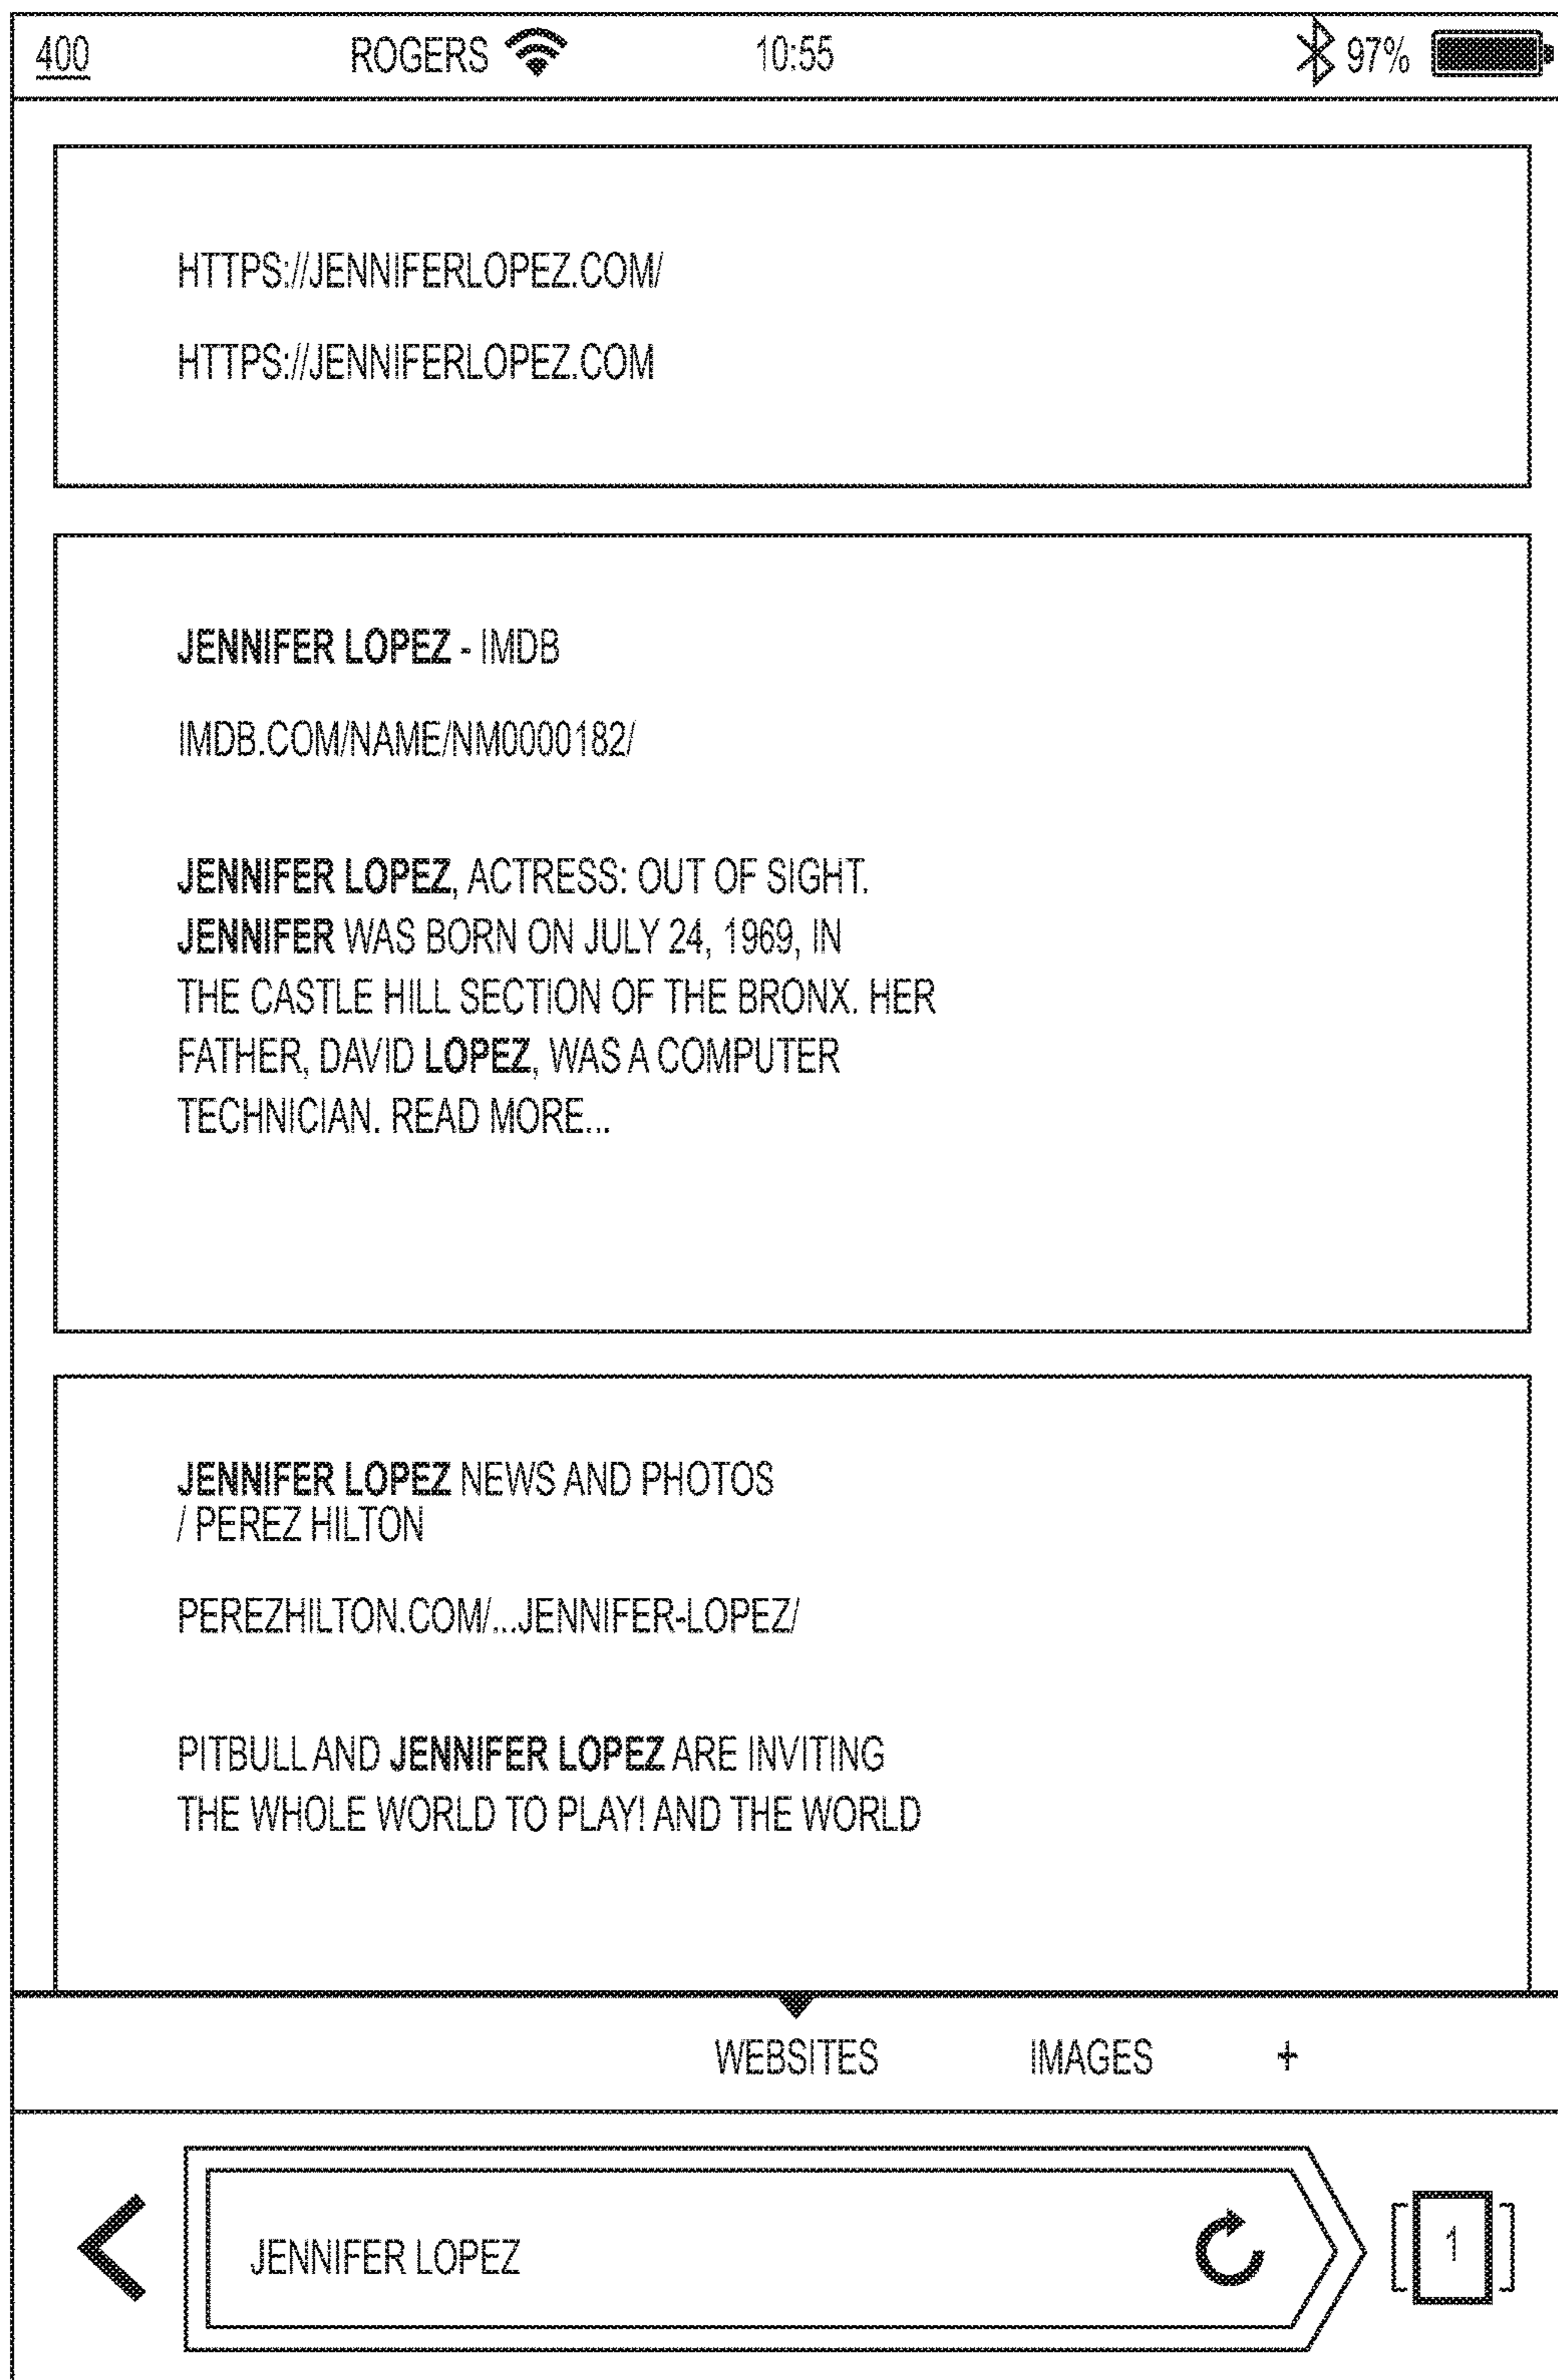 400 ROGERS 10:55 97%
HTTPS://JENNIFERLOPEZ.COM/
HTTPS://JENNIFERLOPEZ.COM
JENNIFER LOPEZ - IMDB
IMDB.COM/NAME/NM0000182/
JENNIFER LOPEZ, ACTRESS: OUT OF SIGHT.
JENNIFER WAS BORN ON JULY 24, 1969, IN
THE CASTLE HILL SECTION OF THE BRONX. HER
FATHER, DAVID LOPEZ, WAS A COMPUTER
TECHNICIAN. READ MORE...
JENNIFER LOPEZ NEWS AND PHOTOS
/ PEREZ HILTON
PEREZHILTON.COM/...JENNIFER-LOPEZ/
PITBULL AND JENNIFER LOPEZ ARE INVITING
THE WHOLE WORLD TO PLAY! AND THE WORLD
WEBSITES IMAGES +
JENNIFER LOPEZ 1